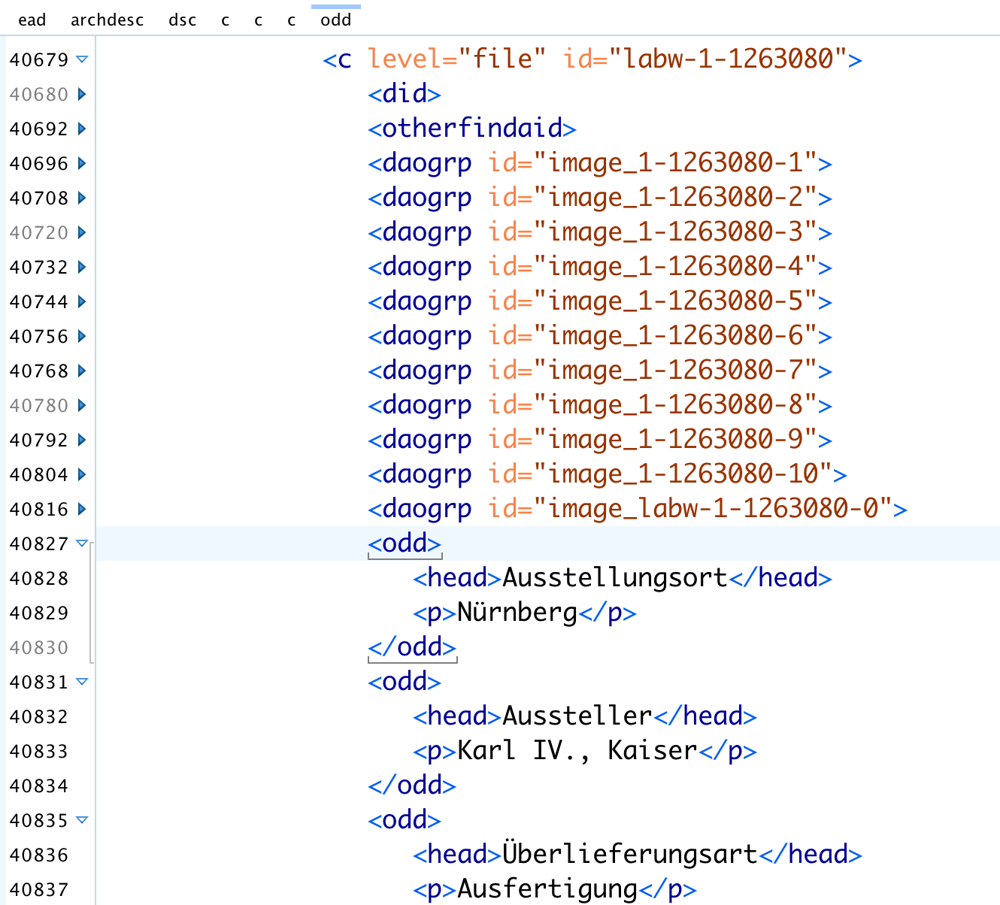 ead archdesc dsc c c c odd
40679 <c level="file" id="labw-1-1263080">
40680 <did>
40692 <otherfindaid>
40696 <daogrp id="image_1-1263080-1">
40708 <daogrp id="image_1-1263080-2">
40720 <daogrp id="image_1-1263080-3">
40732 <daogrp id="image_1-1263080-4">
40744 <daogrp id="image_1-1263080-5">
40756 <daogrp id="image_1-1263080-6">
40768 <daogrp id="image_1-1263080-7">
40780 <daogrp id="image_1-1263080-8">
40792 <daogrp id="image_1-1263080-9">
40804 <daogrp id="image_1-1263080-10">
40816 <daogrp id="image_labw-1-1263080-0">
40827 <odd>
40828 <head>Ausstellungsort</head>
40829 <p>Nürnberg</p>
40830 </odd>
40831 <odd>
40832 <head>Aussteller</head>
40833 <p>Karl IV., Kaiser</p>
40834 </odd>
40835 <odd>
40836 <head>Überlieferungsart</head>
40837 <p>Ausfertigung</p>